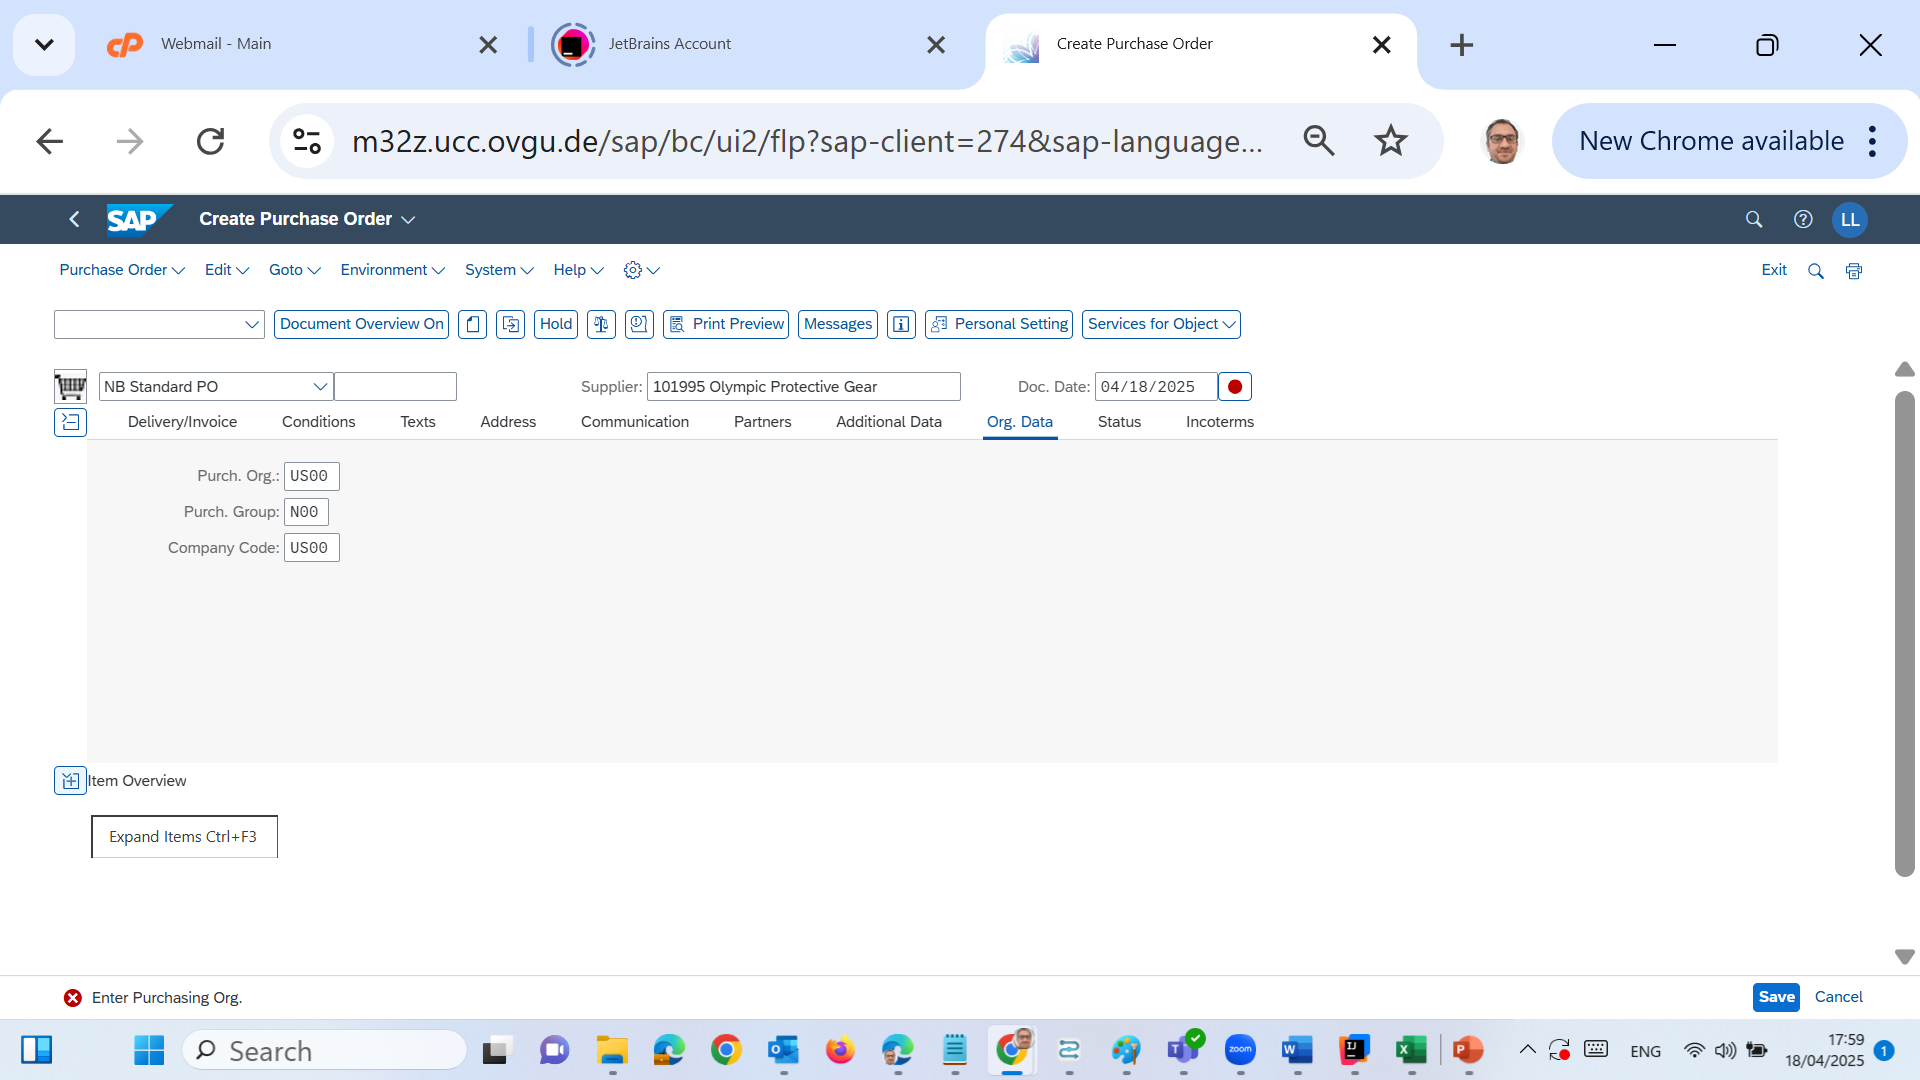 Webmail - Main
JetBrains Account
Create Purchase Order
m32z.ucc.ovgu.de/sap/bc/ui2/flp?sap-client=274&sap-language...
New Chrome available
SAP
Create Purchase Order
LL
Purchase Order
Edit
Goto
Environment
System
Help
Exit
Document Overview On
Hold
Print Preview
Messages
Personal Setting
Services for Object
NB Standard PO
Supplier: 101995 Olympic Protective Gear
Doc. Date: 04/18/2025
Delivery/Invoice
Conditions
Texts
Address
Communication
Partners
Additional Data
Org. Data
Status
Incoterms
Purch. Org.: US00
Purch. Group: N00
Company Code: US00
Item Overview
Expand Items Ctrl+F3
Enter Purchasing Org.
Save
Cancel
Search
zoom
ENG
17:59
18/04/2025
1